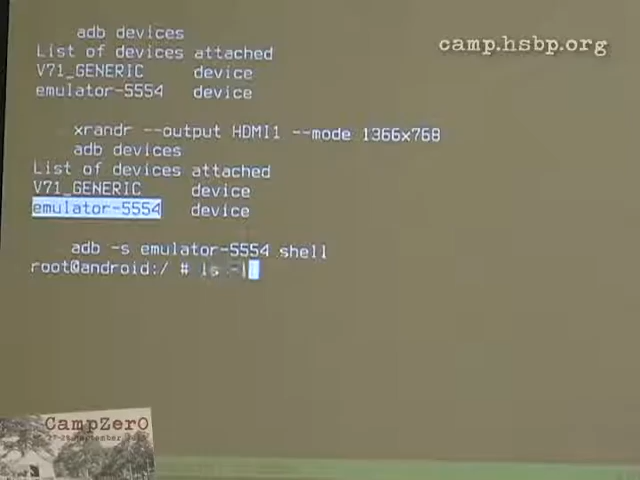 adb devices
List of devices attached
V71_GENERIC device
emulator-5554 device
xrandr --output HDMI1 --mode 1366x768
adb devices
List of devices attached
V71_GENERIC device
emulator-5554 device
adb -s emulator-5554 shell
root@android:/ # ls -l
camp.hsbp.org
CampZer0